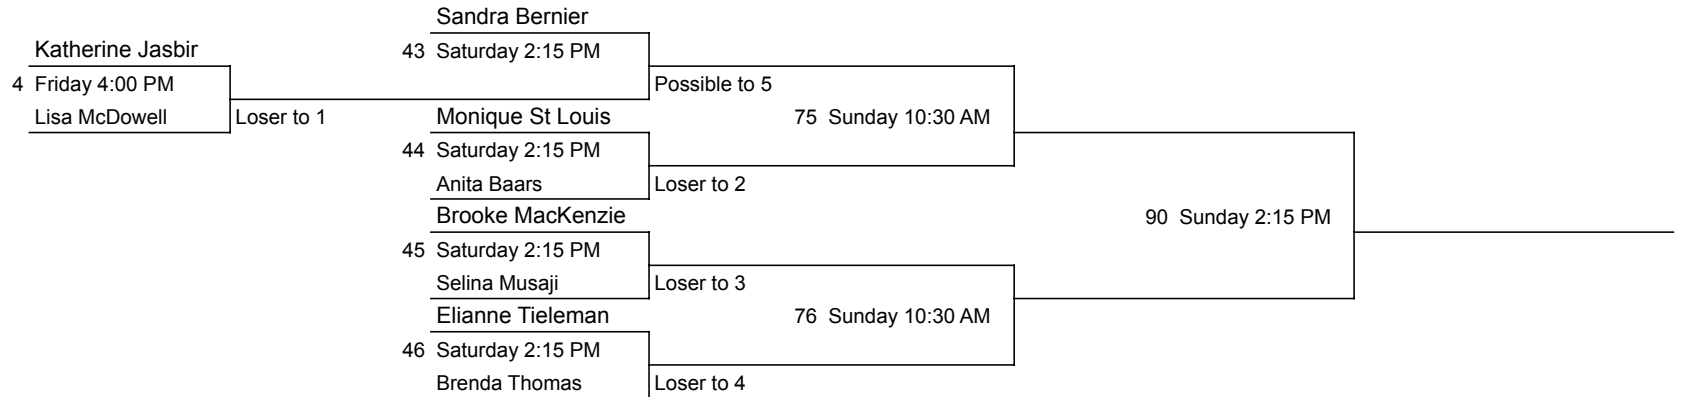 Sandra Bernier
Katherine Jasbir
43 Saturday 2:15 PM
4 Friday 4:00 PM
Possible to 5
Lisa McDowell
Loser to 1
Monique St Louis
75 Sunday 10:30 AM
44 Saturday 2:15 PM
Anita Baars
Loser to 2
Brooke MacKenzie
90 Sunday 2:15 PM
45 Saturday 2:15 PM
Selina Musaji
Loser to 3
Elianne Tieleman
76 Sunday 10:30 AM
46 Saturday 2:15 PM
Brenda Thomas
Loser to 4